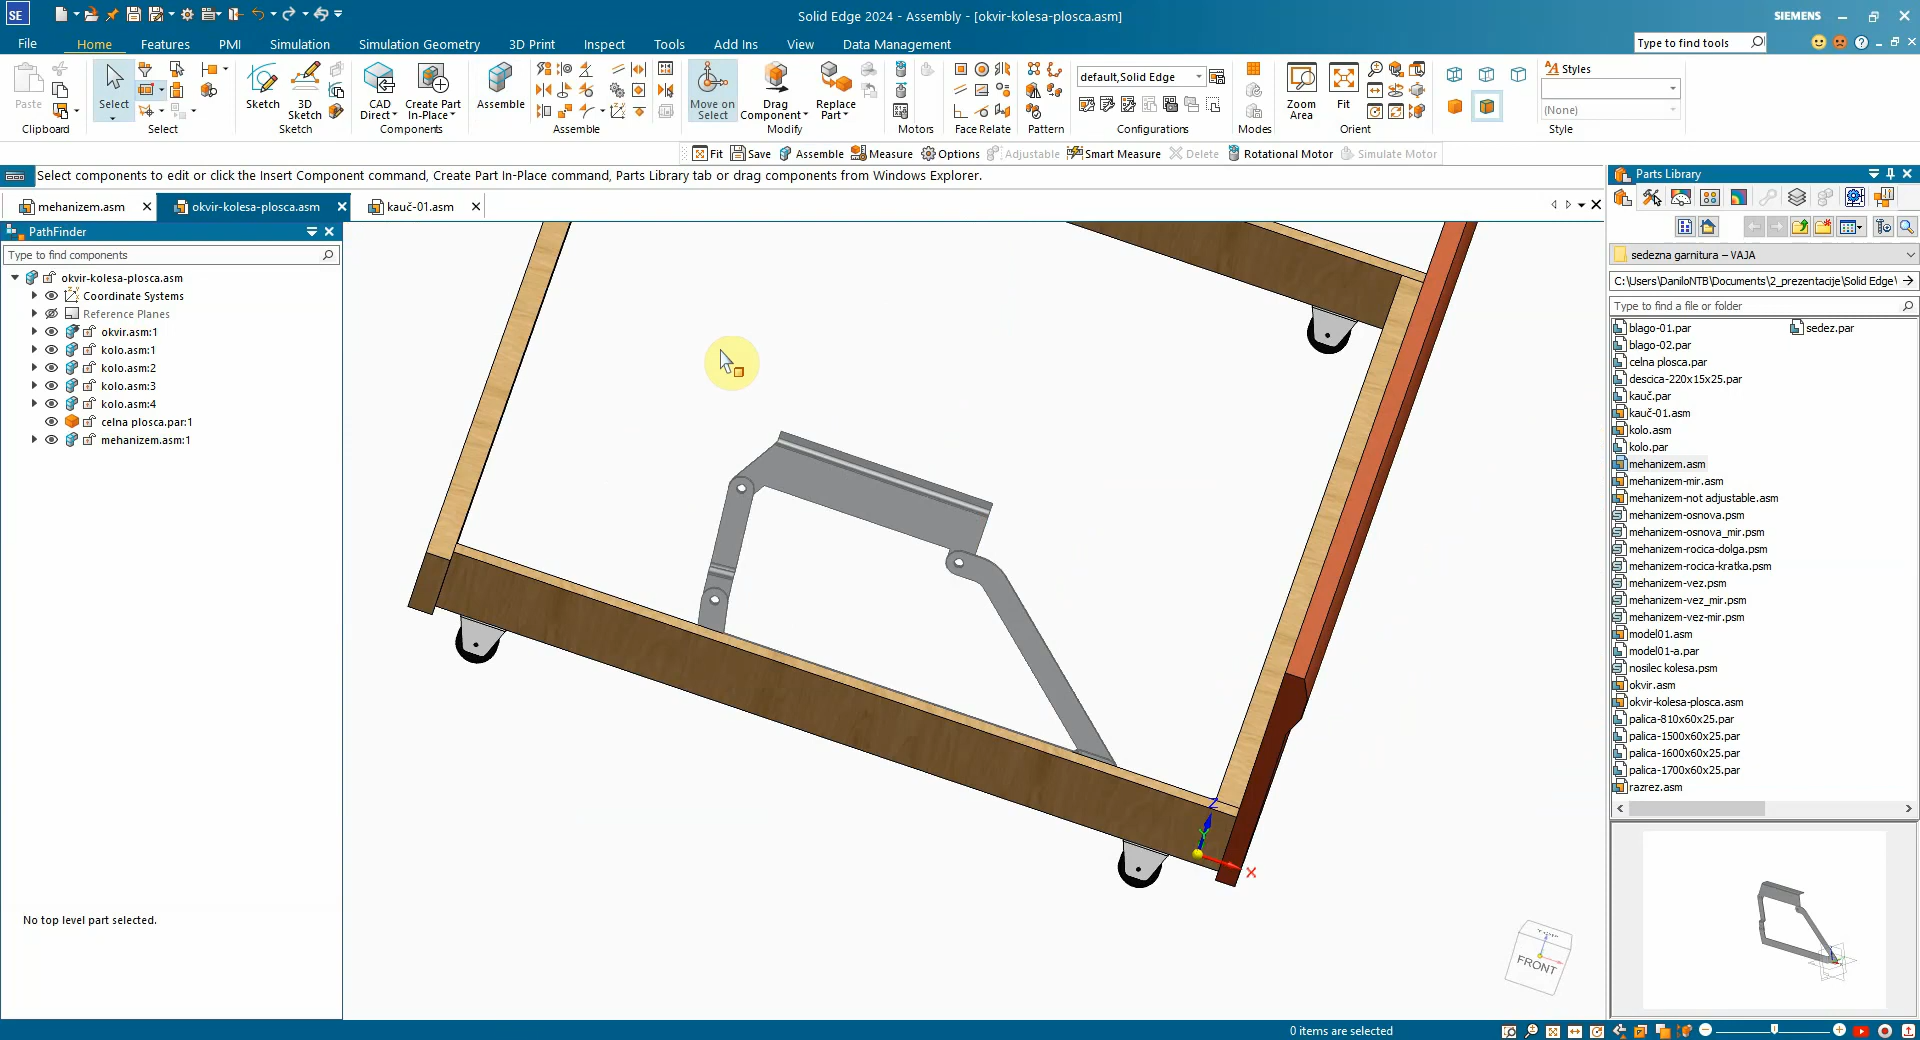 SE
Solid Edge 2024 - Assembly - [okvir-kolesa-plosca.asm]
SIEMENS
File Home Features PMI Simulation Simulation Geometry 3D Print Inspect Tools Add Ins View Data Management
Type to find tools
Paste
Clipboard
Select
Select
Sketch
3D Sketch
Sketch
CAD Direct
Create Part In-Place
Components
Assemble
Assemble
Move on Select
Drag Component
Replace Part
Modify
Motors
Face Relate
Pattern
default,Solid Edge
Configurations
Modes
Zoom Area
Fit
Orient
Styles
(None)
Style
Fit Save Assemble Measure Options Adjustable Smart Measure Delete Rotational Motor Simulate Motor
Select components to edit or click the Insert Component command, Create Part In-Place command, Parts Library tab or drag components from Windows Explorer.
mehanizem.asm okvir-kolesa-plosca.asm kauč-01.asm
PathFinder
Type to find components
okvir-kolesa-plosca.asm
Coordinate Systems
Reference Planes
okvir.asm:1
kolo.asm:1
kolo.asm:2
kolo.asm:3
kolo.asm:4
celna plosca.par:1
mehanizem.asm:1
No top level part selected.
Z
Y
X
TOP
FRONT
Parts Library
sedezna garnitura – VAJA
C:\Users\DaniloNTB\Documents\2_prezentacije\Solid Edge\
Type to find a file or folder
blago-01.par
blago-02.par
celna plosca.par
descica-220x15x25.par
kauč.par
kauč-01.asm
kolo.asm
kolo.par
mehanizem.asm
mehanizem-mir.asm
mehanizem-not adjustable.asm
mehanizem-osnova.psm
mehanizem-osnova_mir.psm
mehanizem-rocica-dolga.psm
mehanizem-rocica-kratka.psm
mehanizem-vez.psm
mehanizem-vez_mir.psm
mehanizem-vez-mir.psm
model01.asm
model01-a.par
nosilec kolesa.psm
okvir.asm
okvir-kolesa-plosca.asm
palica-810x60x25.par
palica-1500x60x25.par
palica-1600x60x25.par
palica-1700x60x25.par
razrez.asm
sedez.par
0 items are selected